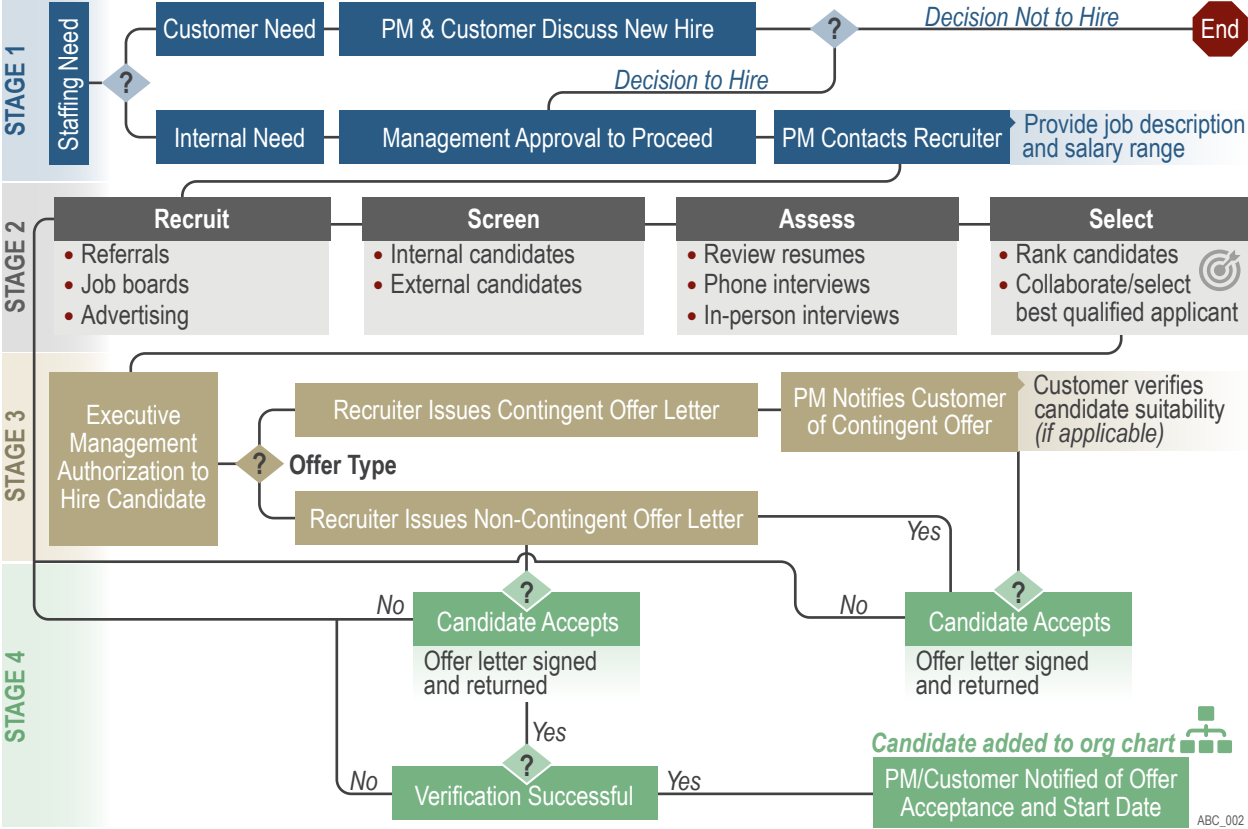 STAGE 1
Staffing Need
?
Customer Need
PM & Customer Discuss New Hire
?
Decision Not to Hire
End
Decision to Hire
Internal Need
Management Approval to Proceed
PM Contacts Recruiter
Provide job description
and salary range
STAGE 2
Recruit
• Referrals
• Job boards
• Advertising
Screen
• Internal candidates
• External candidates
Assess
• Review resumes
• Phone interviews
• In-person interviews
Select
• Rank candidates
• Collaborate/select
best qualified applicant
STAGE 3
Executive
Management
Authorization to
Hire Candidate
?
Offer Type
Recruiter Issues Contingent Offer Letter
PM Notifies Customer
of Contingent Offer
Customer verifies
candidate suitability
(if applicable)
Recruiter Issues Non-Contingent Offer Letter
Yes
STAGE 4
No
?
Candidate Accepts
Offer letter signed
and returned
No
?
Candidate Accepts
Offer letter signed
and returned
Yes
No
?
Verification Successful
Yes
Candidate added to org chart
PM/Customer Notified of Offer
Acceptance and Start Date
ABC_002